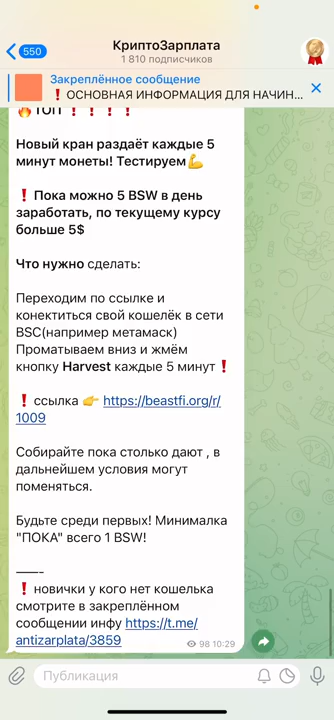 550
КриптоЗарплата
1 810 подписчиков
Закреплённое сообщение
❗ ОСНОВНАЯ ИНФОРМАЦИЯ ДЛЯ НАЧИН...
🔥ТОП❗❗❗❗
Новый кран раздаёт каждые 5
минут монеты! Тестируем💪
❗Пока можно 5 BSW в день
заработать, по текущему курсу
больше 5$
Что нужно сделать:
Переходим по ссылке и
конектиться свой кошелёк в сети
BSC(например метамаск)
Проматываем вниз и жмём
кнопку Harvest каждые 5 минут❗
❗ ссылка 👉 https://beastfi.org/r/
1009
Собирайте пока столько дают , в
дальнейшем условия могут
поменяться.
Будьте среди первых! Минималка
"ПОКА" всего 1 BSW!
——-
❗ новички у кого нет кошелька
смотрите в закреплённом
сообщении инфу https://t.me/
antizarplata/3859
98 10:29
Публикация